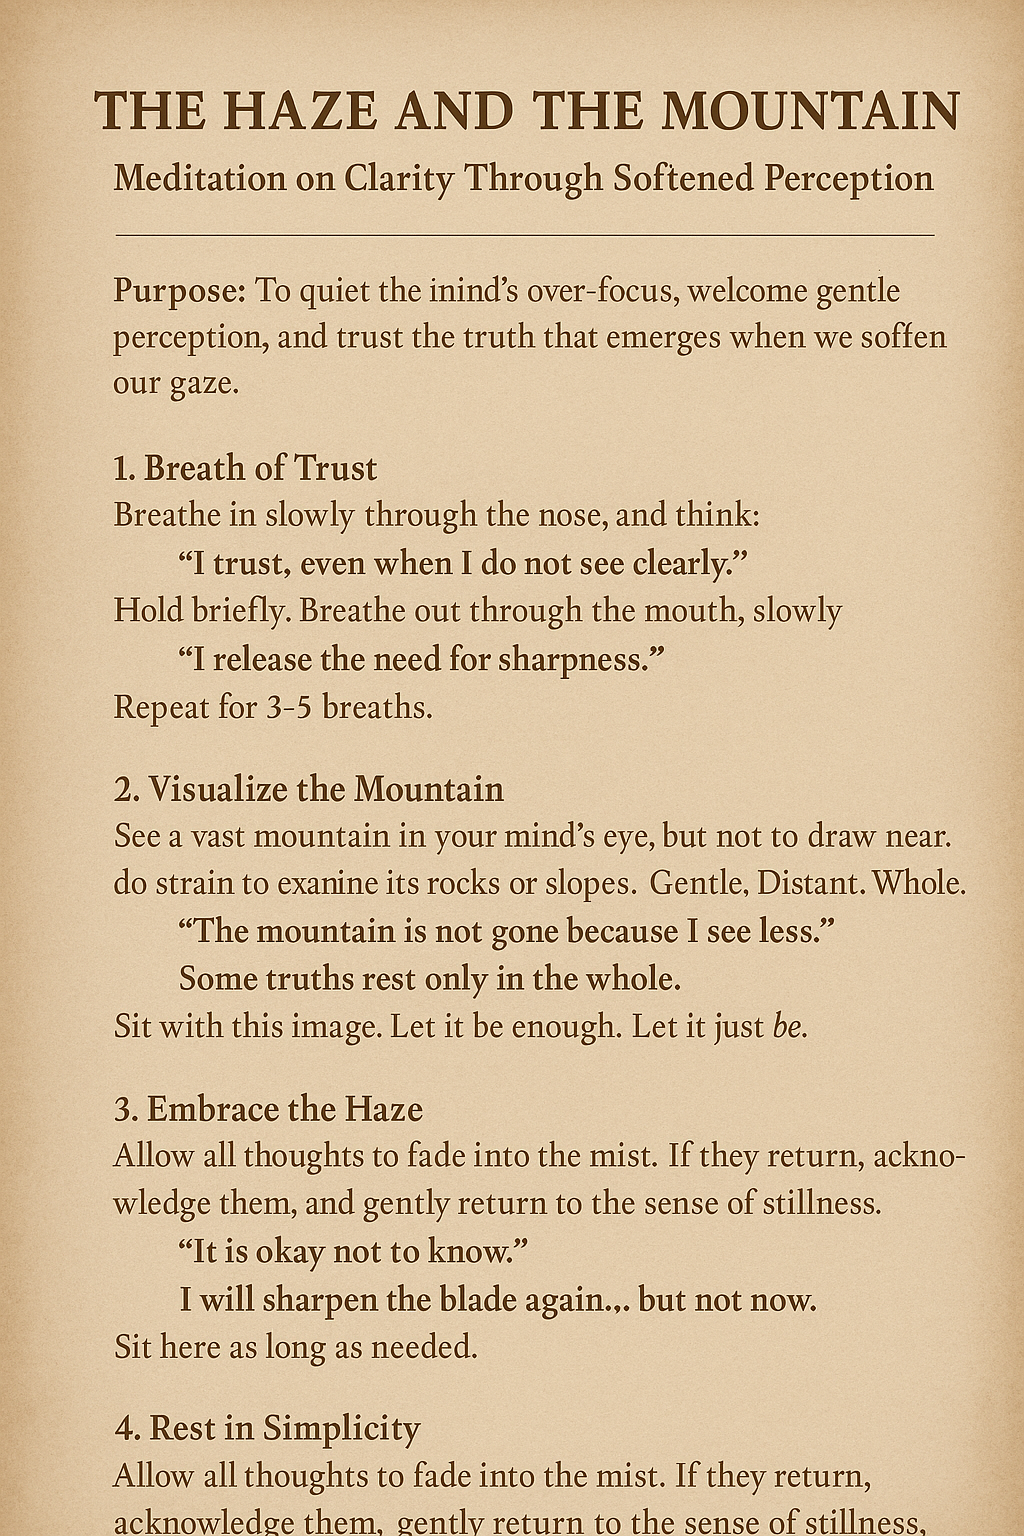 THE HAZE AND THE MOUNTAIN
Meditation on Clarity Through Softened Perception
Purpose: To quiet the inind’s over-focus, welcome gentle
perception, and trust the truth that emerges when we soffen
our gaze.
1. Breath of Trust
Breathe in slowly through the nose, and think:
“I trust, even when I do not see clearly.”
Hold briefly. Breathe out through the mouth, slowly
“I release the need for sharpness.”
Repeat for 3-5 breaths.
2. Visualize the Mountain
See a vast mountain in your mind’s eye, but not to draw near.
do strain to exanine its rocks or slopes. Gentle, Distant. Whole.
“The mountain is not gone because I see less.”
Some truths rest only in the whole.
Sit with this image. Let it be enough. Let it just be.
3. Embrace the Haze
Allow all thoughts to fade into the mist. If they return, ackno-
wledge them, and gently return to the sense of stillness.
“It is okay not to know.”
I will sharpen the blade again.,. but not now.
Sit here as long as needed.
4. Rest in Simplicity
Allow all thoughts to fade into the mist. If they return,
acknowledge them, gently return to the sense of stillness,